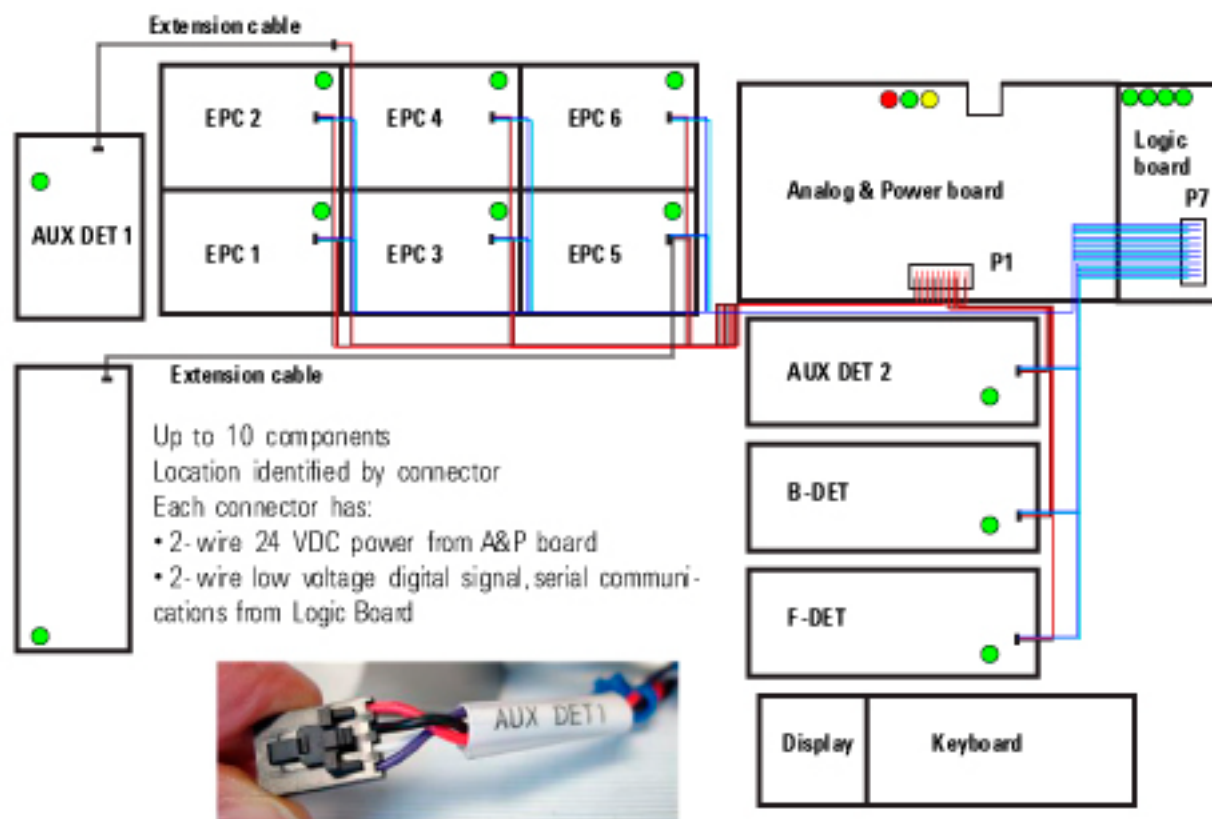 Extension cable
EPC 2
EPC 4
EPC 6
Logic
board
Analog & Power board
P7
AUX DET 1
EPC 1
EPC 3
EPC 5
P1
Extension cable
AUX DET 2
Up to 10 components
Location identified by connector
Each connector has:
• 2-wire 24 VDC power from A&P board
• 2-wire low voltage digital signal, serial communi-
cations from Logic Board
B-DET
F-DET
AUX DET1
Display
Keyboard